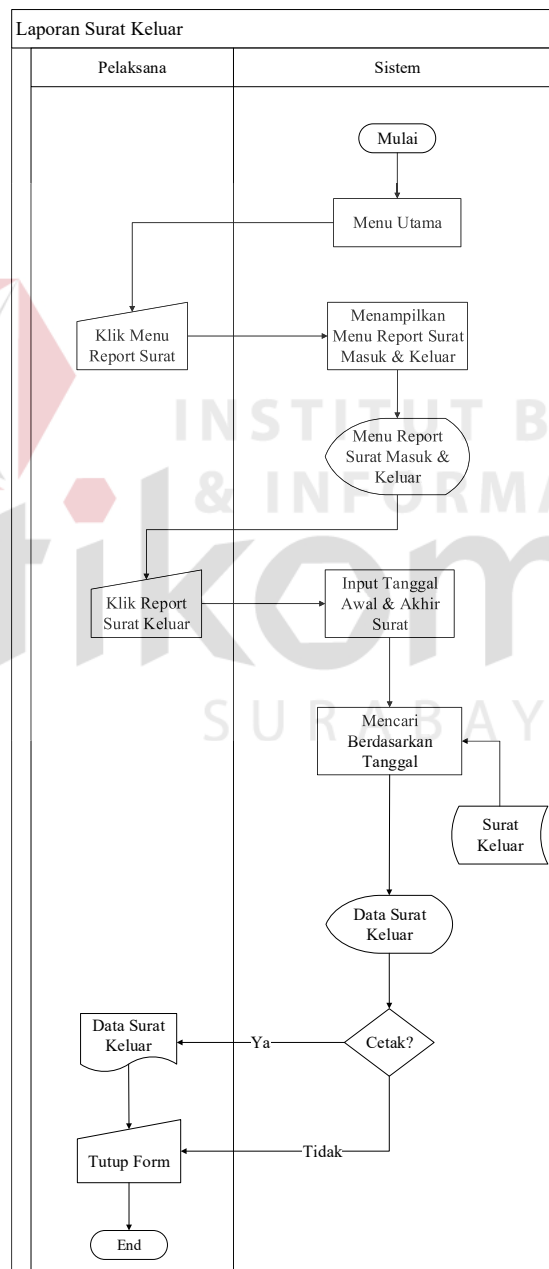 Laporan Surat Keluar
Pelaksana
Sistem
Mulai
Menu Utama
Klik Menu
Report Surat
Menampilkan
Menu Report Surat
Masuk & Keluar
INSTITUT B
Menu Report
Surat Masuk &
Keluar
& INFORMA
tikom
Klik Report
Surat Keluar
Input Tanggal
Awal & Akhir
Surat
SURABAY
Mencari
Berdasarkan
Tanggal
Surat
Keluar
Data Surat
Keluar
Cetak?
Ya
Data Surat
Keluar
Tidak
Tutup Form
End